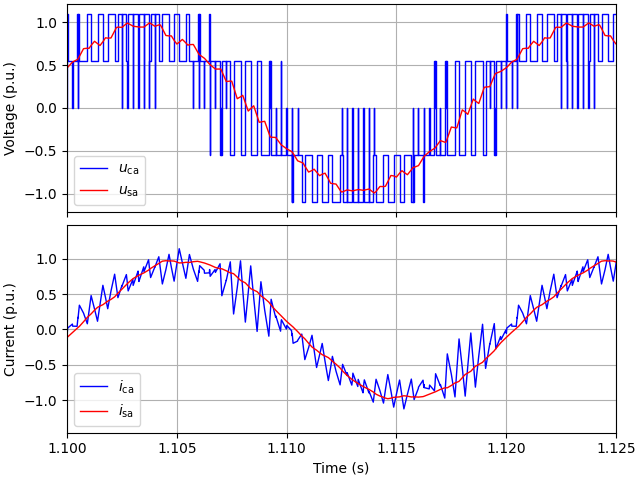 1.0
0.5
0.0
−0.5
−1.0
Voltage (p.u.)
u_ca
u_sa
1.0
0.5
0.0
−0.5
−1.0
Current (p.u.)
i_ca
i_sa
1.100 1.105 1.110 1.115 1.120 1.125
Time (s)